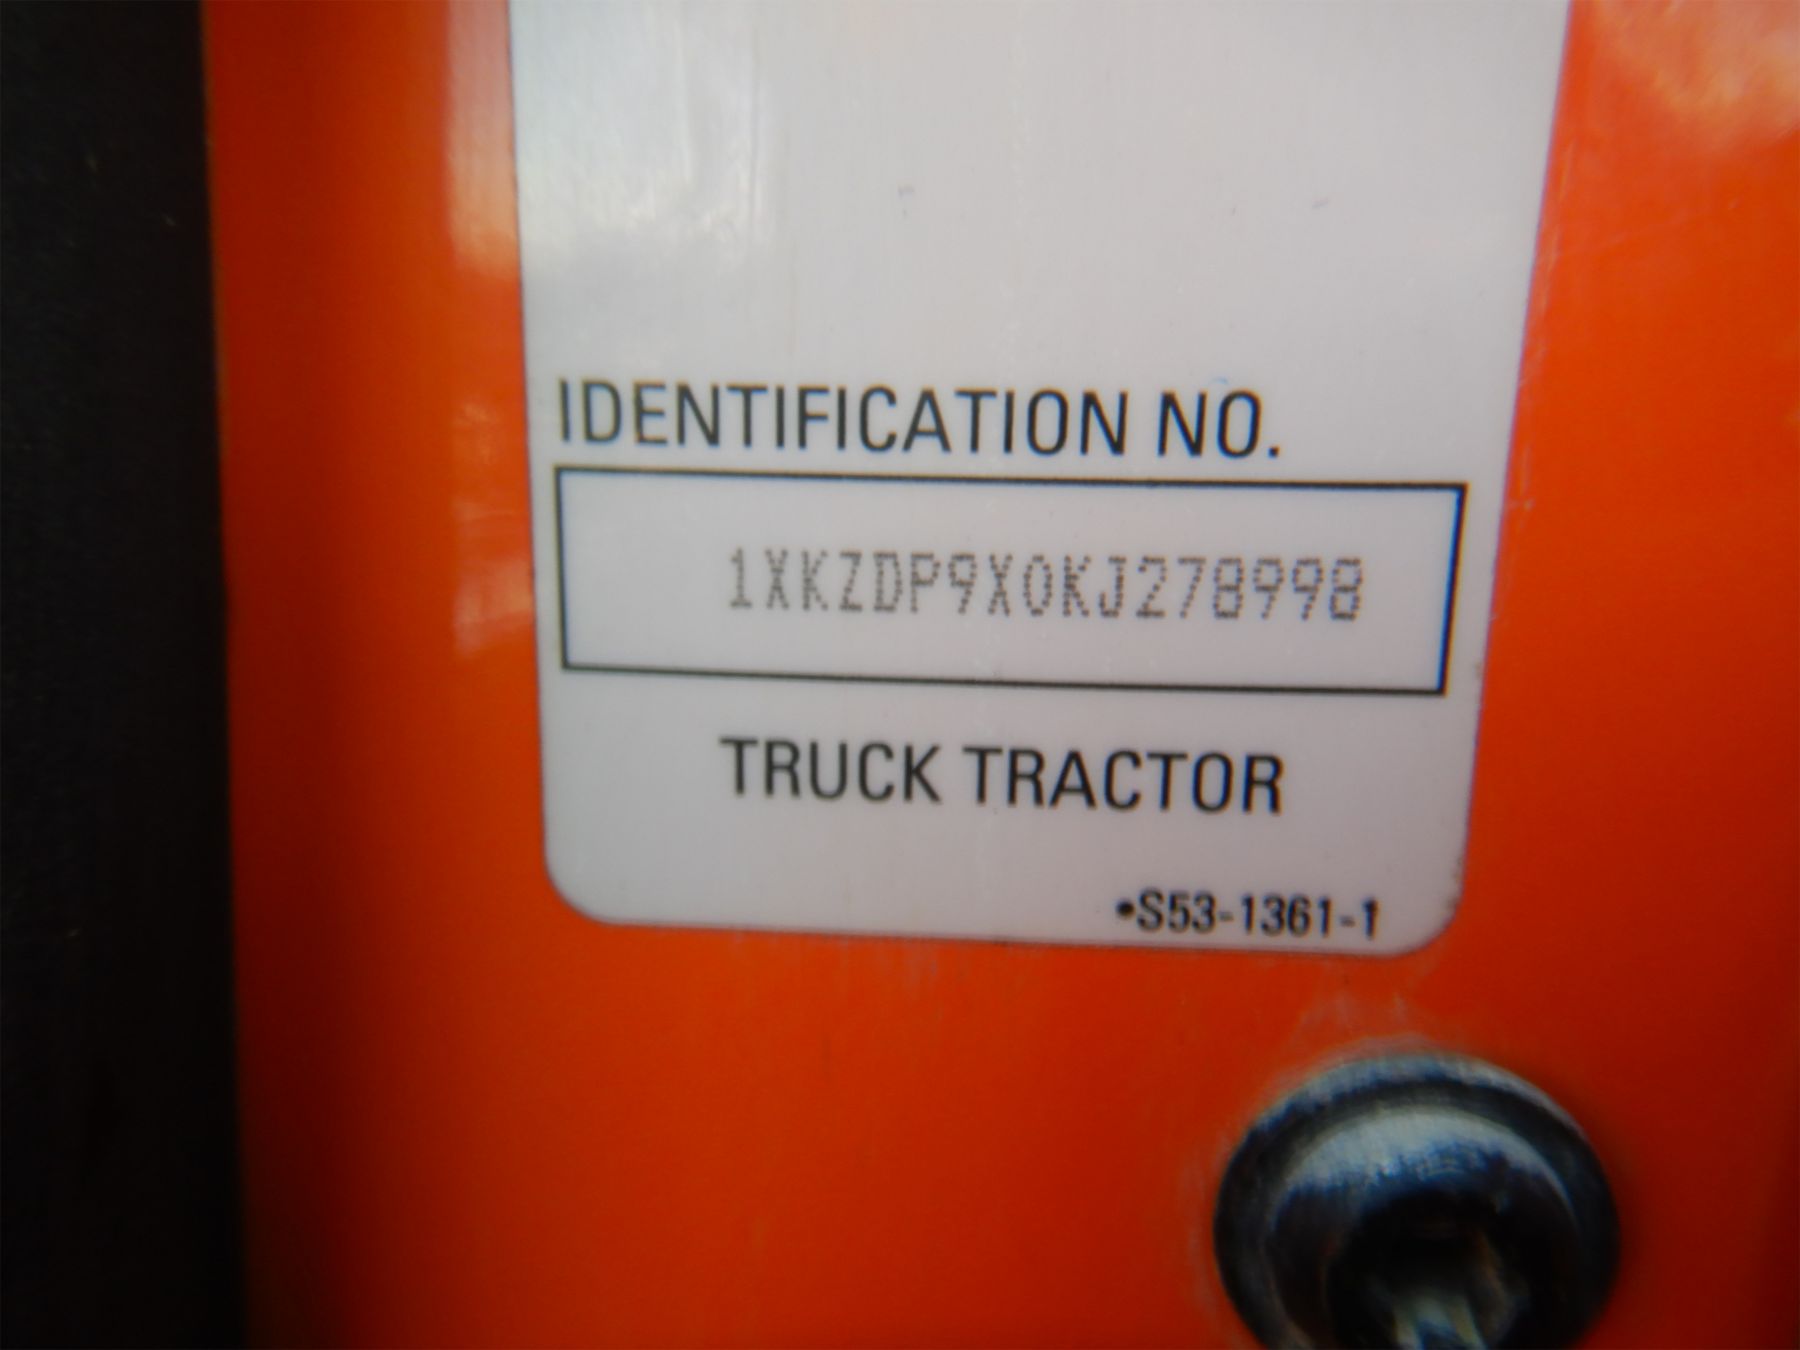 IDENTIFICATION NO.
1XKZDP9X0KJ278998
TRUCK TRACTOR
•S53-1361-1